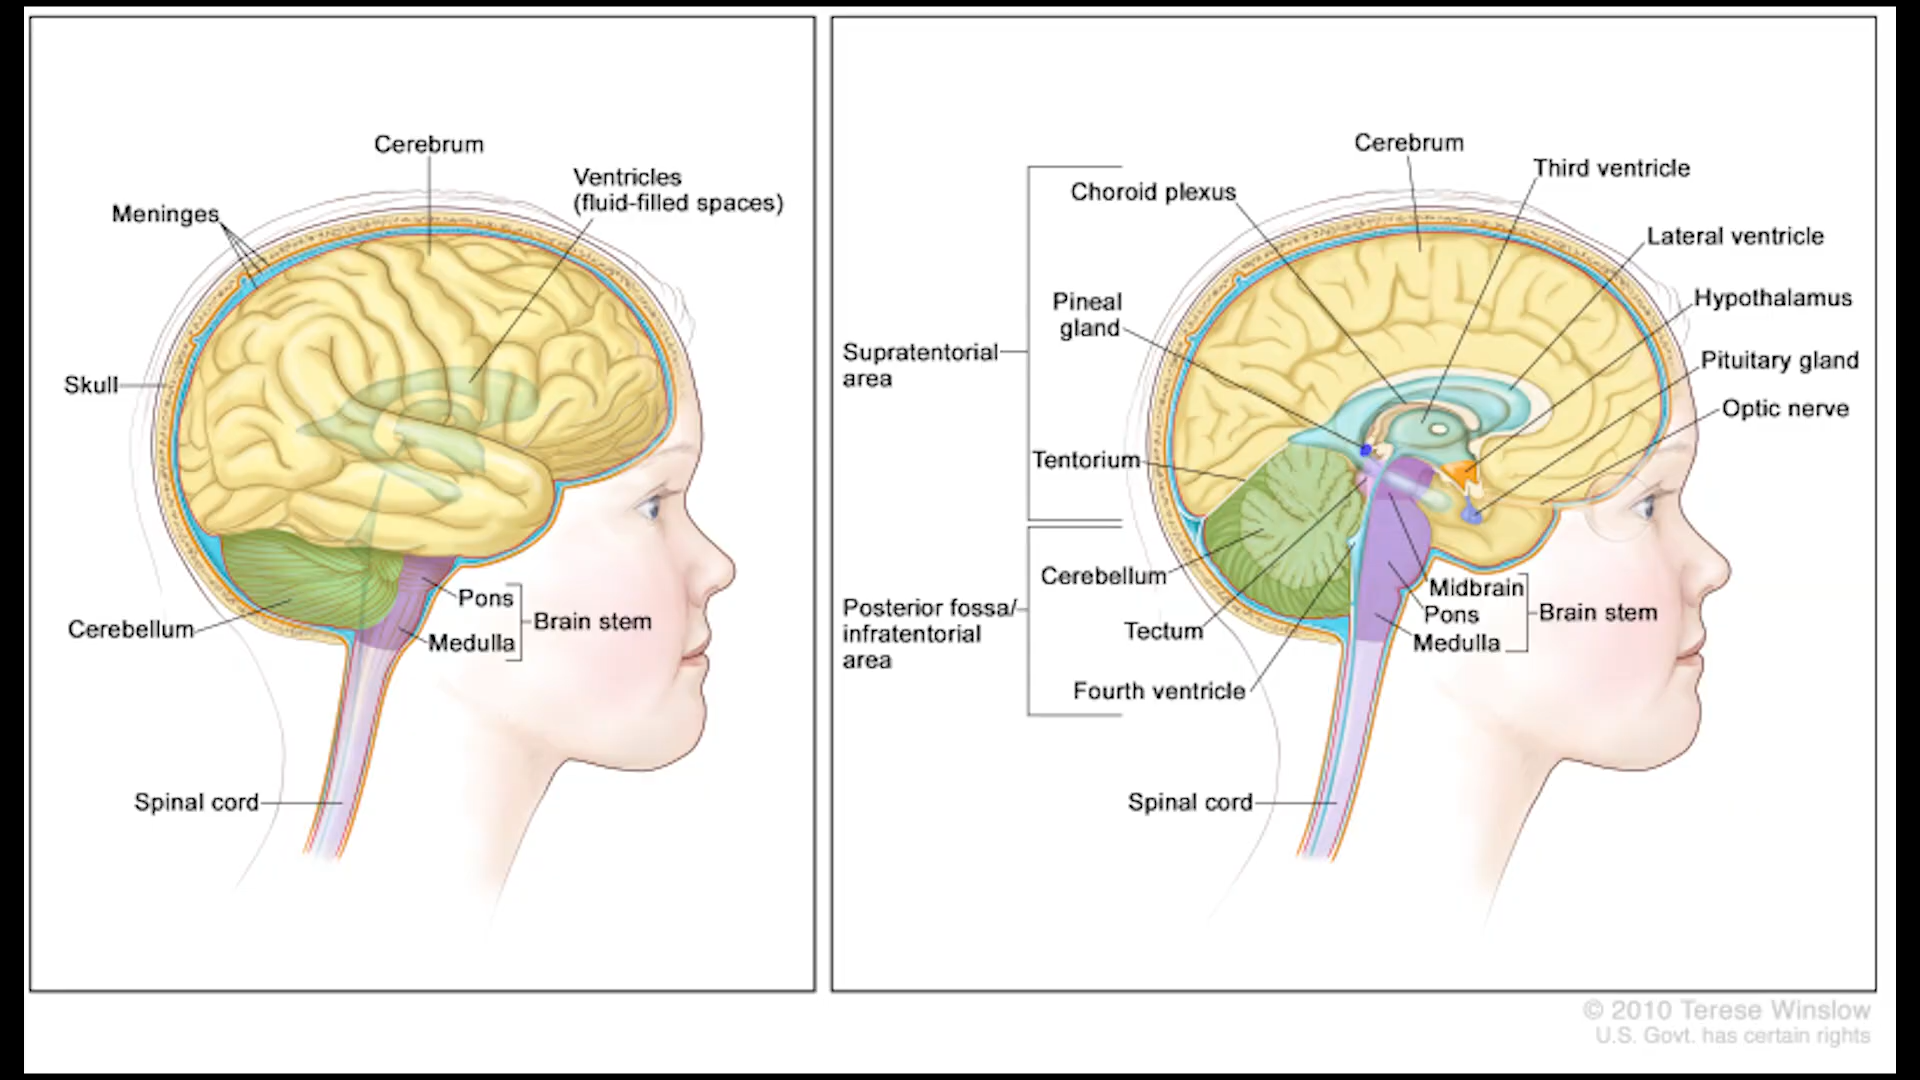 Cerebrum
Ventricles
(fluid-filled spaces)
Meninges
Skull
Pons
Brain stem
Medulla
Cerebellum
Spinal cord
Cerebrum
Third ventricle
Choroid plexus
Lateral ventricle
Hypothalamus
Pineal
gland
Supratentorial
area
Pituitary gland
Optic nerve
Tentorium
Cerebellum
Midbrain
Pons
Brain stem
Medulla
Posterior fossa/
infratentorial
area
Tectum
Fourth ventricle
Spinal cord
© 2010 Terese Winslow
U.S. Govt. has certain rights